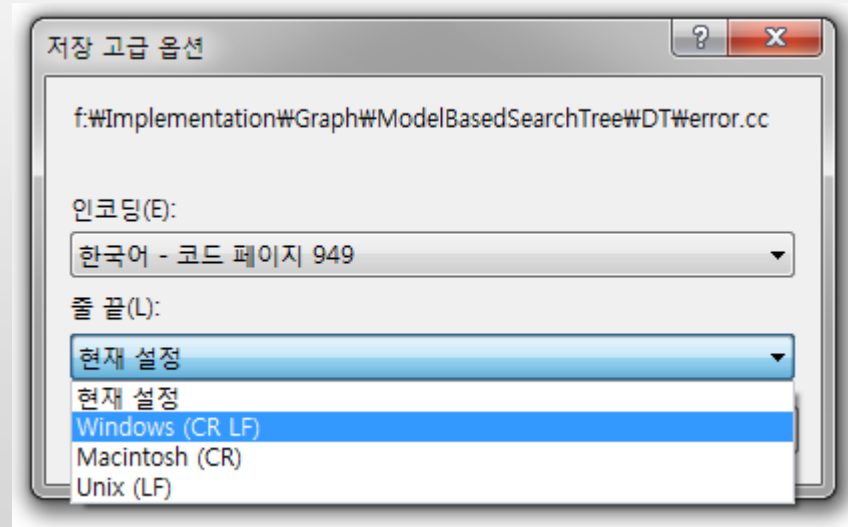 저장 고급 옵션
f:₩Implementation₩Graph₩ModelBasedSearchTree₩DT₩error.cc
인코딩(E):
한국어 - 코드 페이지 949
줄 끝(L):
현재 설정
현재 설정
Windows (CR LF)
Macintosh (CR)
Unix (LF)